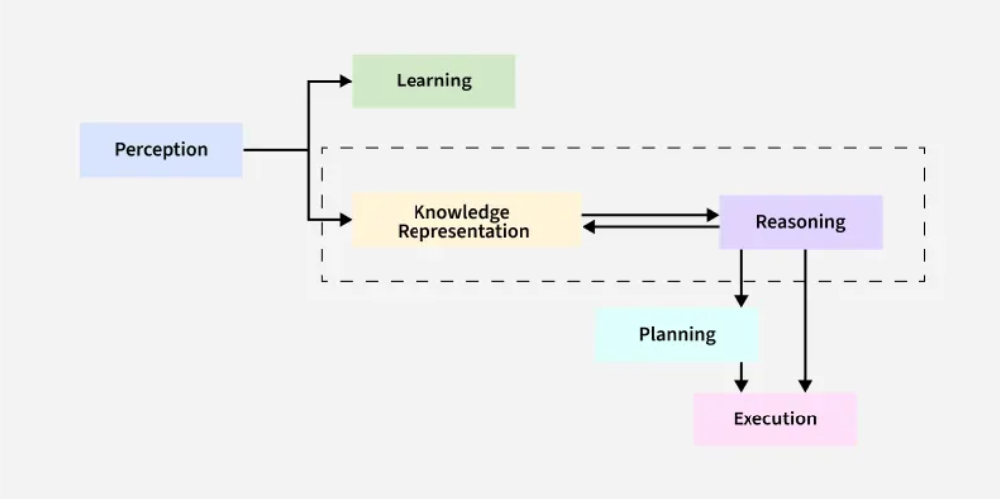 Learning
Perception
Knowledge
Representation
Reasoning
Planning
Execution